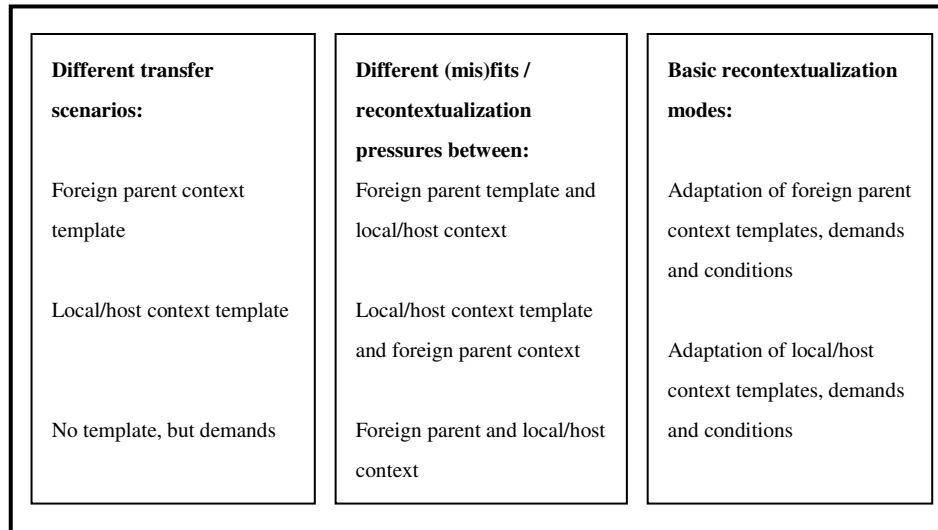 Different transfer
scenarios:
Foreign parent context
template
Local/host context template
No template, but demands
Different (mis)fits /
recontextualization
pressures between:
Foreign parent template and
local/host context
Local/host context template
and foreign parent context
Foreign parent and local/host
context
Basic recontextualization
modes:
Adaptation of foreign parent
context templates, demands
and conditions
Adaptation of local/host
context templates, demands
and conditions